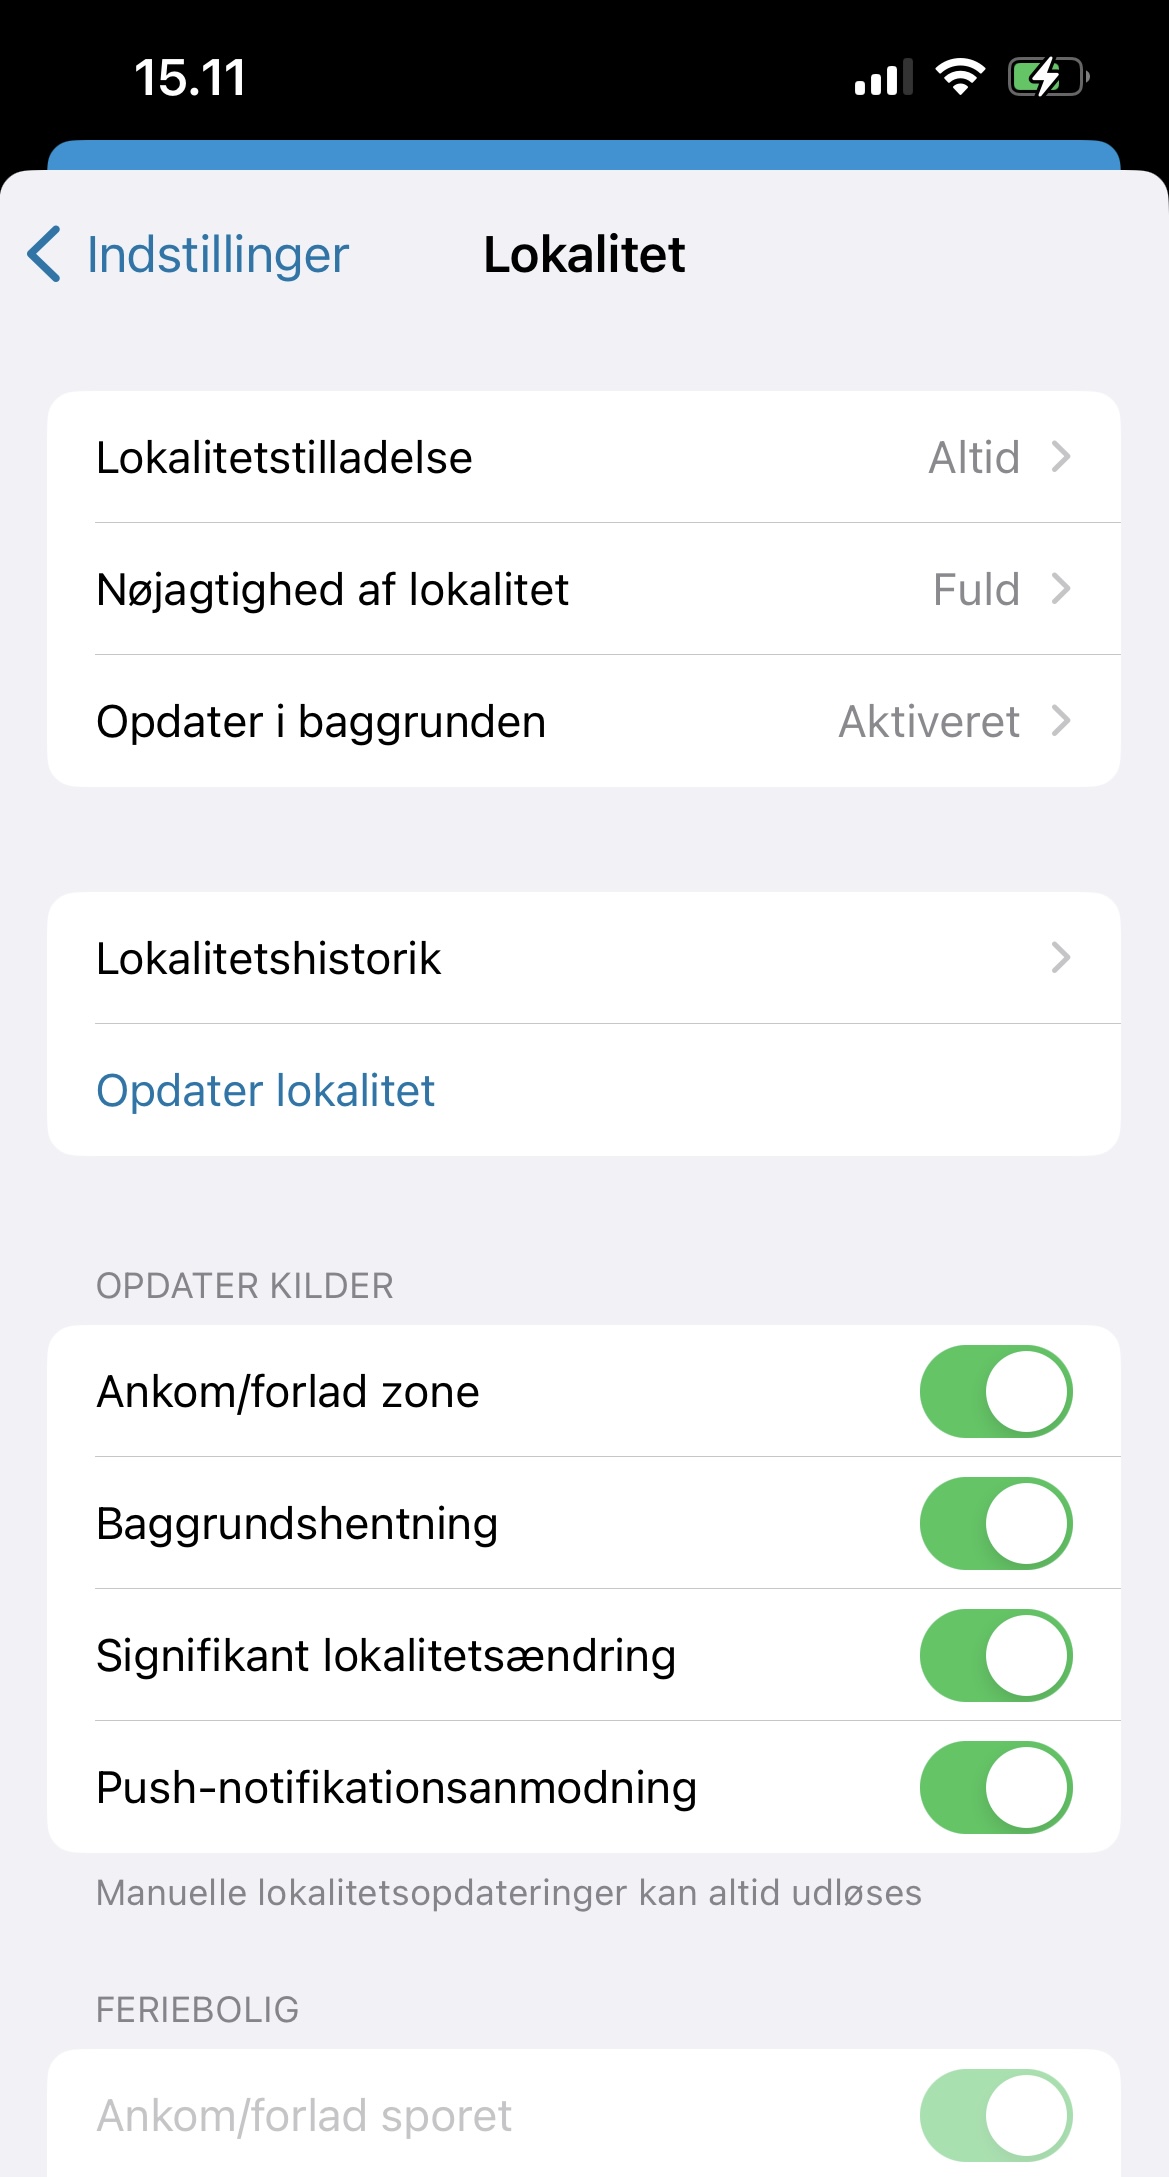 15.11
Indstillinger
Lokalitet
Lokalitetstilladelse Altid
Nøjagtighed af lokalitet Fuld
Opdater i baggrunden Aktiveret
Lokalitetshistorik
Opdater lokalitet
OPDATER KILDER
Ankom/forlad zone
Baggrundshentning
Signifikant lokalitetsændring
Push-notifikationsanmodning
Manuelle lokalitetsopdateringer kan altid udløses
FERIEBOLIG
Ankom/forlad sporet